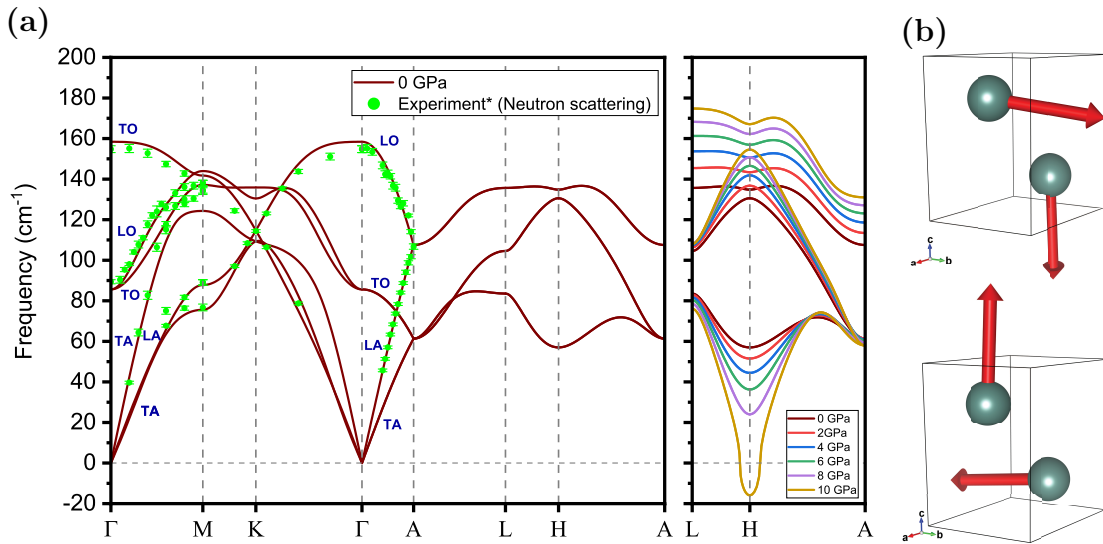 (a)
(b)
200
180
160
140
120
100
80
60
40
20
0
-20
Frequency (cm-1)
0 GPa
Experiment* (Neutron scattering)
TO
LO
LO
TO
TO
TA
LA
LA
TA
TA
Γ
M
K
Γ
A
L
H
A
0 GPa
2GPa
4 GPa
6 GPa
8 GPa
10 GPa
L
H
A
c
a
b
c
a
b